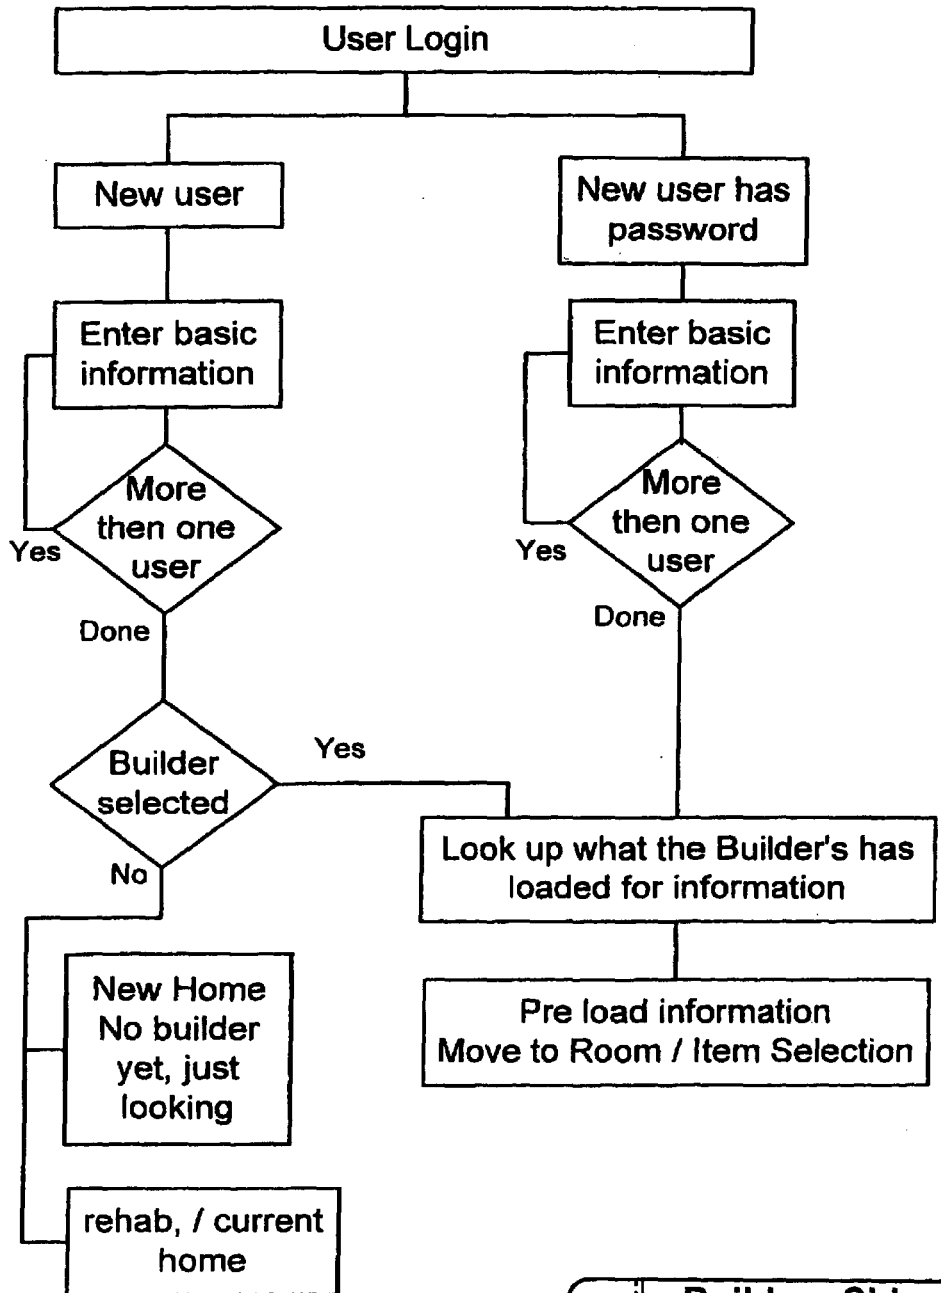 User Login
New user
New user has
password
Enter basic
information
Enter basic
information
More
then one
user
Yes
More
then one
user
Yes
Done
Done
Builder
selected
Yes
No
Look up what the Builder's has
loaded for information
New Home
No builder
yet, just
looking
Pre load information
Move to Room / Item Selection
rehab, / current
home